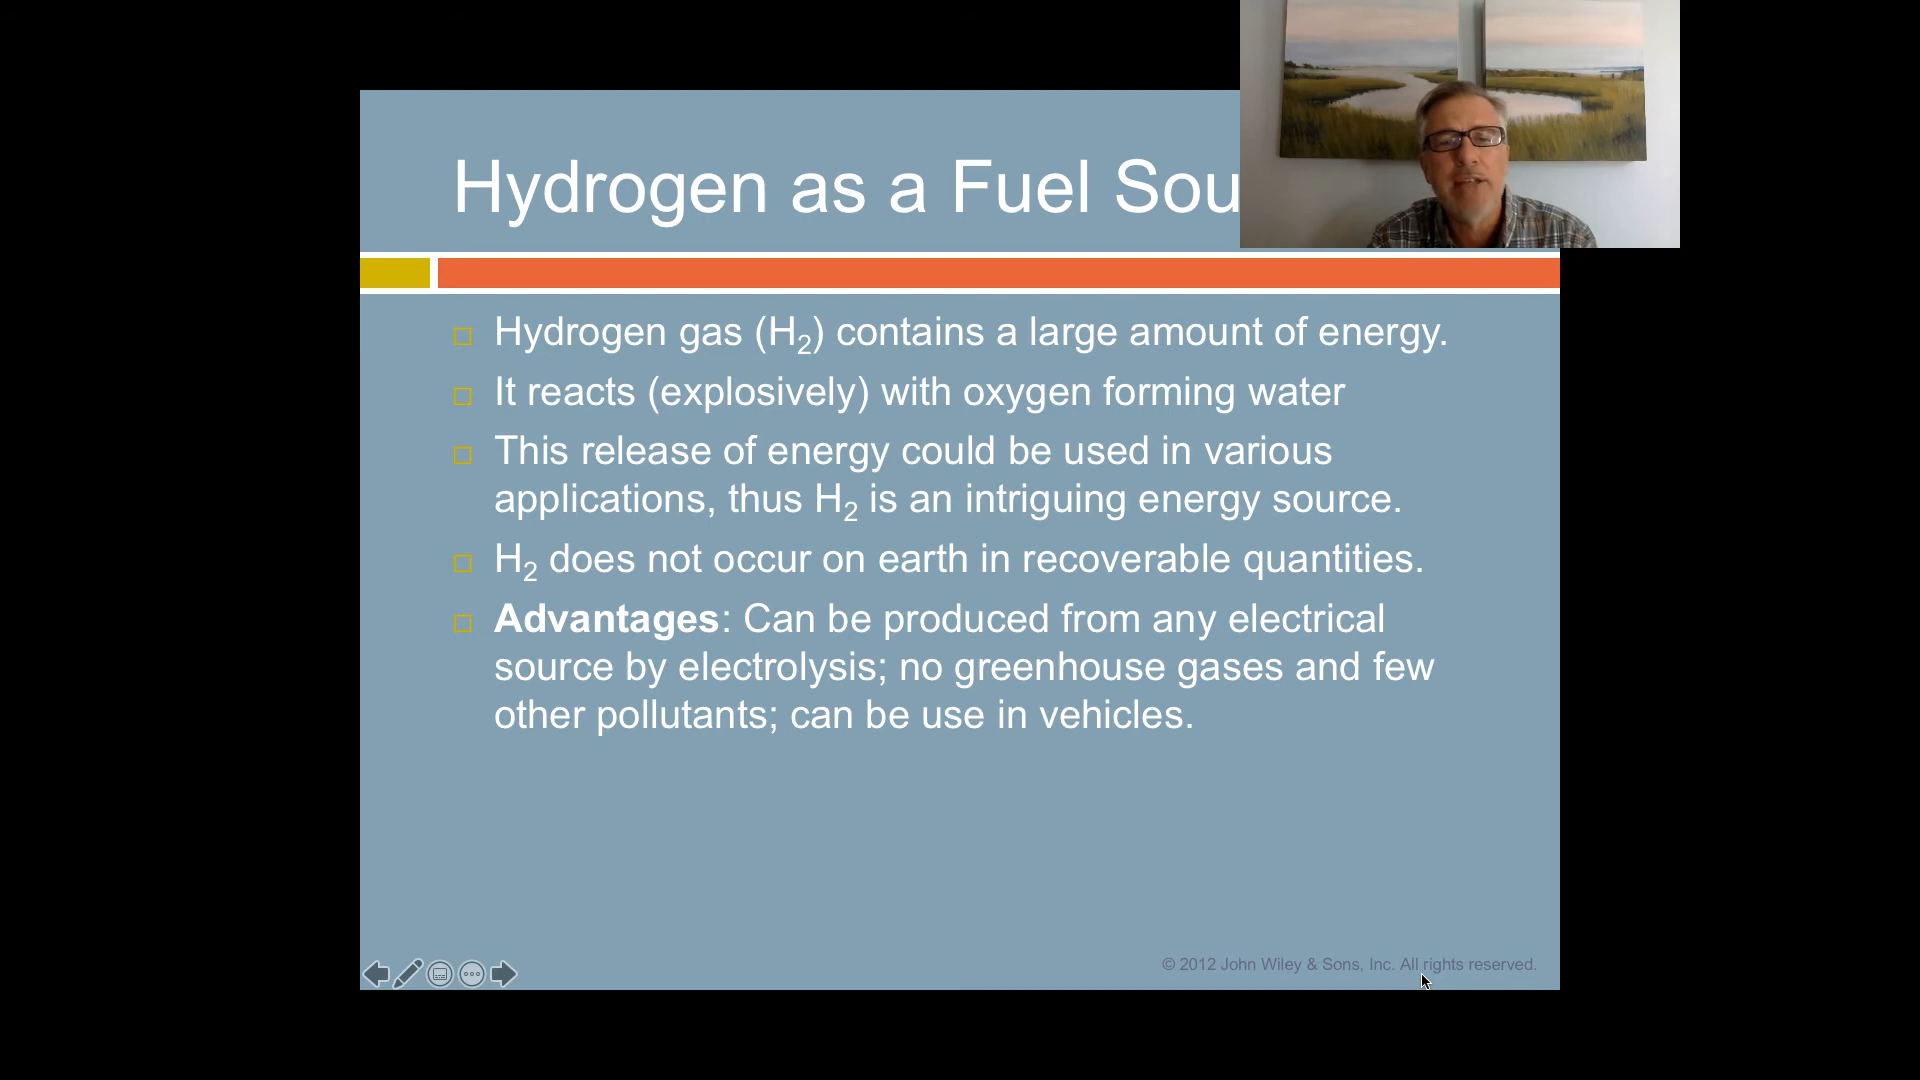 Hydrogen as a Fuel Sou
Hydrogen gas (H₂) contains a large amount of energy.
It reacts (explosively) with oxygen forming water
This release of energy could be used in various
applications, thus H₂ is an intriguing energy source.
H₂ does not occur on earth in recoverable quantities.
Advantages: Can be produced from any electrical
source by electrolysis; no greenhouse gases and few
other pollutants; can be use in vehicles.
© 2012 John Wiley & Sons, Inc. All rights reserved.